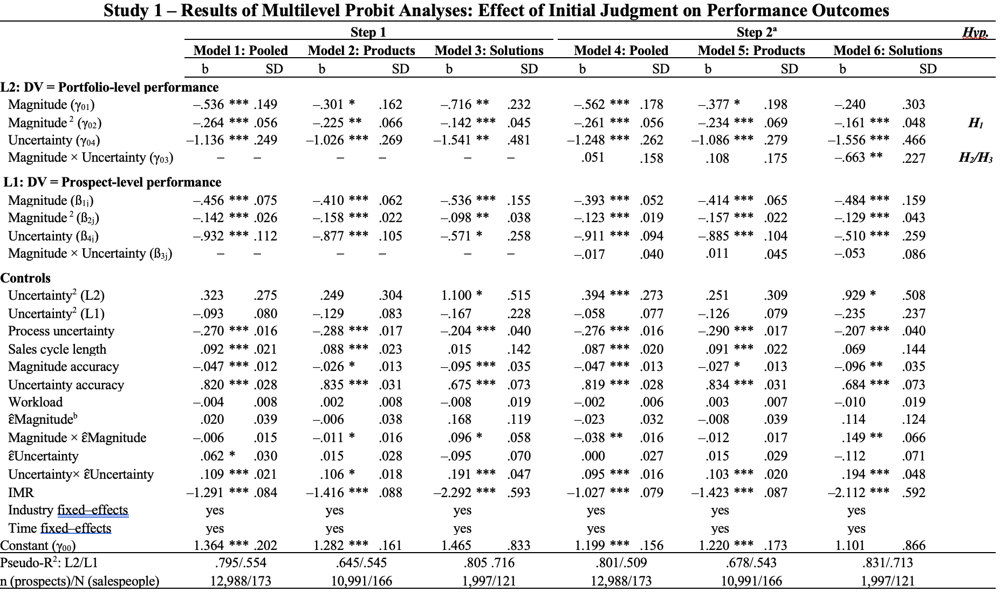 Study 1 – Results of Multilevel Probit Analyses: Effect of Initial Judgment on Performance Outcomes
Step 1 Step 2ᵃ Hyp.
Model 1: Pooled Model 2: Products Model 3: Solutions Model 4: Pooled Model 5: Products Model 6: Solutions
b SD b SD b SD b SD b SD b SD
L2: DV = Portfolio-level performance
Magnitude (γ₀₁) –.536 *** .149 –.301 * .162 –.716 ** .232 –.562 *** .178 –.377 * .198 –.240 .303
Magnitude ² (γ₀₂) –.264 *** .056 –.225 ** .066 –.142 *** .045 –.261 *** .056 –.234 *** .069 –.161 *** .048 H₁
Uncertainty (γ₀₄) –1.136 *** .249 –1.026 *** .269 –1.541 ** .481 –1.248 *** .262 –1.086 *** .279 –1.556 *** .466
Magnitude × Uncertainty (γ₀₃) – – – – – – .051 .158 .108 .175 –.663 ** .227 H₂/H₃
L1: DV = Prospect-level performance
Magnitude (ß₁ⱼ) –.456 *** .075 –.410 *** .062 –.536 *** .155 –.393 *** .052 –.414 *** .065 –.484 *** .159
Magnitude ² (ß₂ⱼ) –.142 *** .026 –.158 *** .022 –.098 ** .038 –.123 *** .019 –.157 *** .022 –.129 *** .043
Uncertainty (ß₄ⱼ) –.932 *** .112 –.877 *** .105 –.571 * .258 –.911 *** .094 –.885 *** .104 –.510 *** .259
Magnitude × Uncertainty (ß₃ⱼ) – – – – – – –.017 .040 .011 .045 –.053 .086
Controls
Uncertainty² (L2) .323 .275 .249 .304 1.100 * .515 .394 *** .273 .251 .309 .929 * .508
Uncertainty² (L1) –.093 .080 –.129 .083 –.167 .228 –.058 .077 –.126 .079 –.235 .237
Process uncertainty –.270 *** .016 –.288 *** .017 –.204 *** .040 –.276 *** .016 –.290 *** .017 –.207 *** .040
Sales cycle length .092 *** .021 .088 *** .023 .015 .142 .087 *** .020 .091 *** .022 .069 .144
Magnitude accuracy –.047 *** .012 –.026 * .013 –.095 *** .035 –.047 *** .013 –.027 * .013 –.096 ** .035
Uncertainty accuracy .820 *** .028 .835 *** .031 .675 *** .073 .819 *** .028 .834 *** .031 .684 *** .073
Workload –.004 .008 .002 .008 –.008 .019 –.002 .006 .003 .007 –.010 .019
ε̂Magnitudeᵇ .020 .039 –.006 .038 .168 .119 –.023 .032 –.008 .039 .114 .124
Magnitude × ε̂Magnitude –.006 .015 –.011 * .016 .096 * .058 –.038 ** .016 –.012 .017 .149 ** .066
ε̂Uncertainty .062 * .030 .015 .028 –.095 .070 .000 .027 .015 .029 –.112 .071
Uncertainty× ε̂Uncertainty .109 *** .021 .106 * .018 .191 *** .047 .095 *** .016 .103 *** .020 .194 *** .048
IMR –1.291 *** .084 –1.416 *** .088 –2.292 *** .593 –1.027 *** .079 –1.423 *** .087 –2.112 *** .592
Industry fixed–effects yes yes yes yes yes yes
Time fixed–effects yes yes yes yes yes yes
Constant (γ₀₀) 1.364 *** .202 1.282 *** .161 1.465 .833 1.199 *** .156 1.220 *** .173 1.101 .866
Pseudo-R²: L2/L1 .795/.554 .645/.545 .805 .716 .801/.509 .678/.543 .831/.713
n (prospects)/N (salespeople) 12,988/173 10,991/166 1,997/121 12,988/173 10,991/166 1,997/121